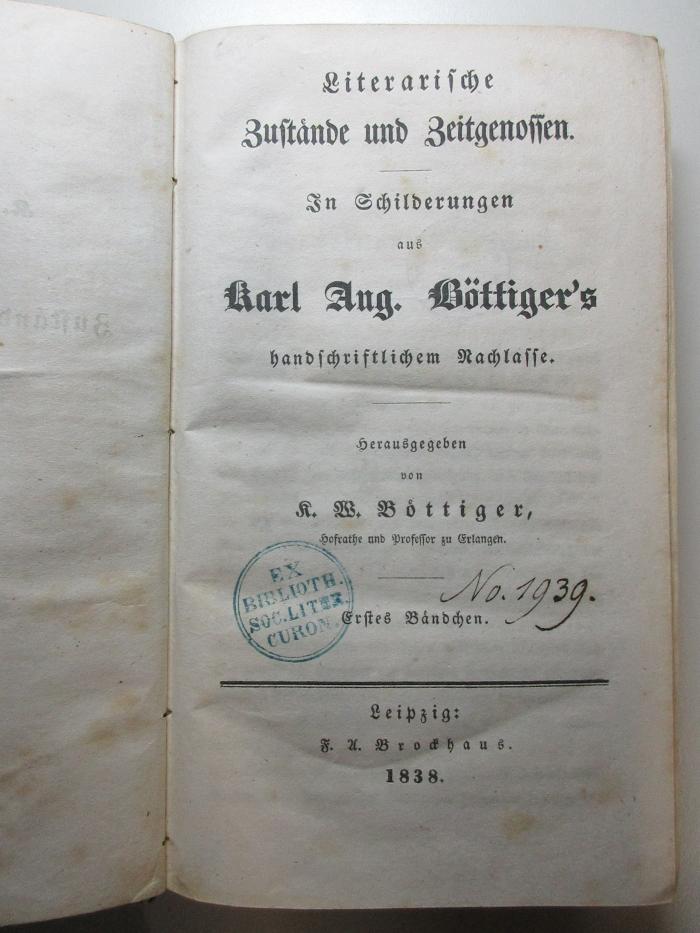 Literarische
Zustände und Zeitgenossen.
In Schilderungen
aus
Karl Aug. Böttiger's
handschriftlichem Nachlasse.
Herausgegeben
von
K. W. Böttiger,
Hofrathe und Professor zu Erlangen.
EX
BIBLIOTH.
SOC. LITER.
CURON.
No. 1939.
Erstes Bändchen.
Leipzig:
F. A. Brockhaus.
1838.